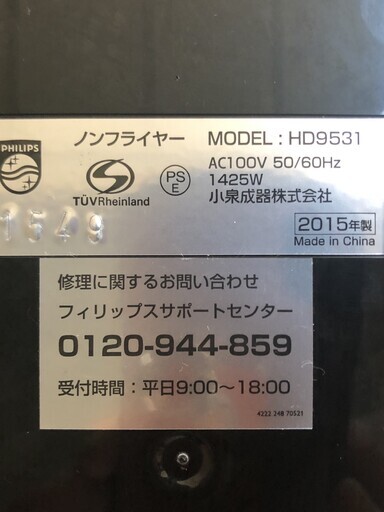 PHILIPS
ノンフライヤー MODEL : HD9531
S
TÜVRheinland
PS
E
AC100V 50/60Hz
1425W
小泉成器株式会社
1549
2015年製
Made in China
修理に関するお問い合わせ
フィリップスサポートセンター
0120-944-859
受付時間：平日9:00〜18:00
4222 248 70521